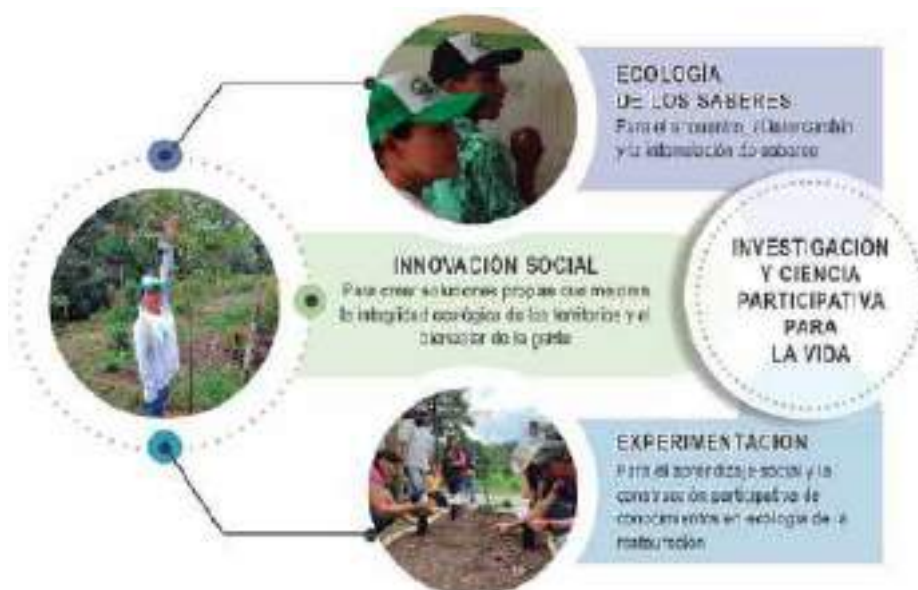 ECOLOGÍA
DE LOS SABERES
Para el encuentro, el intercambio
y la interrelación de saberes
INNOVACIÓN SOCIAL
Para crear soluciones propias que mejoren
la integridad ecológica de los territorios y el
bienestar de la gente
INVESTIGACIÓN
Y CIENCIA
PARTICIPATIVA
PARA
LA VIDA
EXPERIMENTACION
Para el aprendizaje social y la
construcción participativa de
conocimientos en ecología de la
restauración